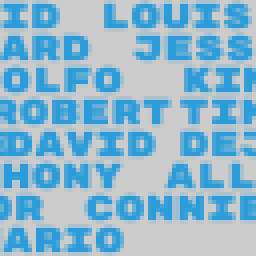 ID LOUIS
ARD JESS
OLFO KIM
ROBERT TIM
DAVID DEJ
HONY ALL
OR CONNIE
ARIO